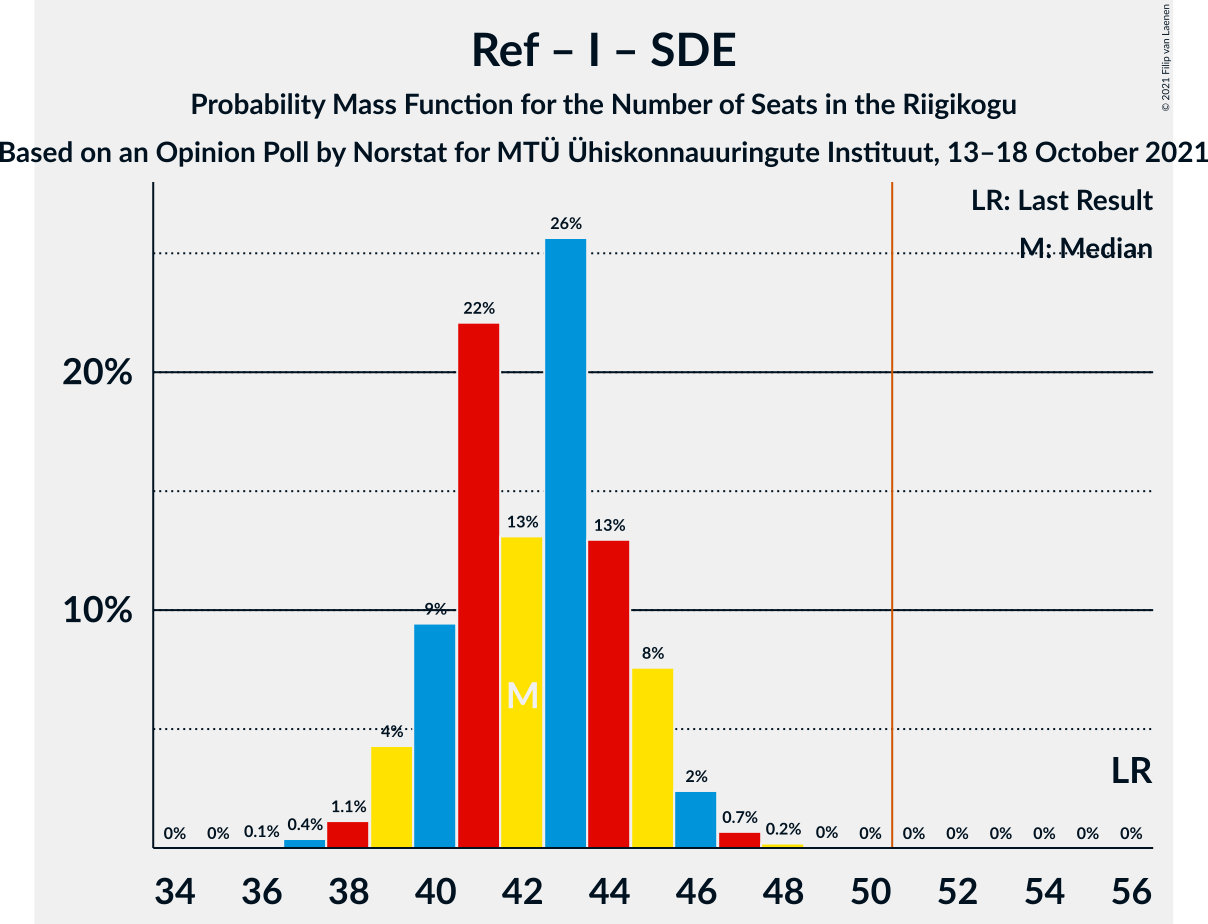 Ref – I – SDE
Probability Mass Function for the Number of Seats in the Riigikogu
Based on an Opinion Poll by Norstat for MTÜ Ühiskonnauuringute Instituut, 13–18 October 2021
© 2021 Filip van Laenen
LR: Last Result
M: Median
20%
10%
0% 0% 0.1% 0.4% 1.1% 4% 9% 22% 13% 26% 13% 8% 2% 0.7% 0.2% 0% 0% 0% 0% 0% 0% 0% 0%
M
LR
34 36 38 40 42 44 46 48 50 52 54 56